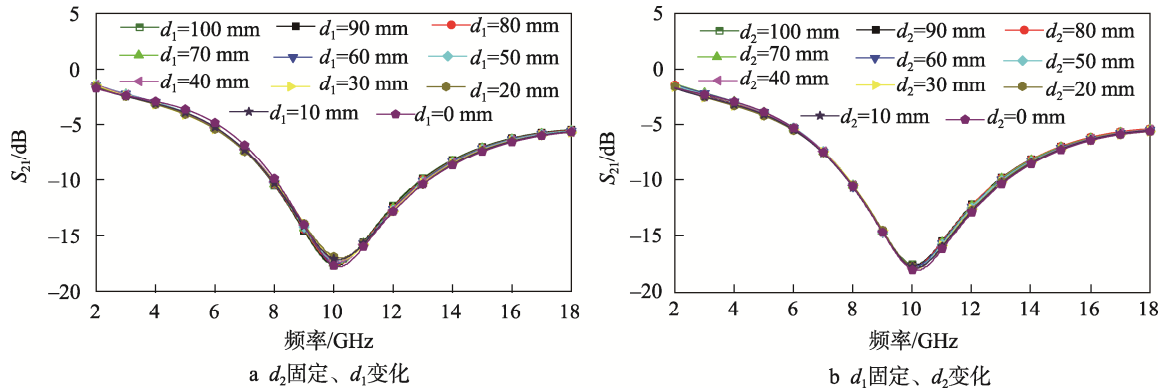 5
0
−5
−10
−15
−20
S21/dB
d1=100 mm d1=90 mm d1=80 mm
d1=70 mm d1=60 mm d1=50 mm
d1=40 mm d1=30 mm d1=20 mm
d1=10 mm d1=0 mm
2 4 6 8 10 12 14 16 18
频率/GHz
a d2固定、d1变化
5
0
−5
−10
−15
−20
S21/dB
d2=100 mm d2=90 mm d2=80 mm
d2=70 mm d2=60 mm d2=50 mm
d2=40 mm d2=30 mm d2=20 mm
d2=10 mm d2=0 mm
2 4 6 8 10 12 14 16 18
频率/GHz
b d1固定、d2变化